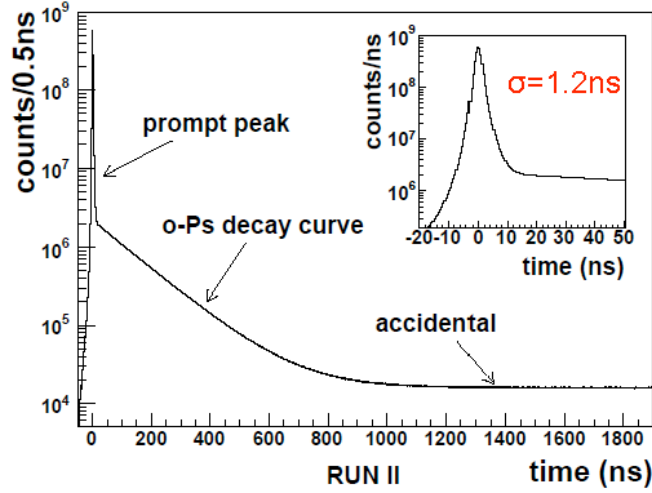 counts/0.5ns
10⁹
10⁸
10⁷
10⁶
10⁵
10⁴
prompt peak
o-Ps decay curve
accidental
0 200 400 600 800 1000 1200 1400 1600 1800
RUN II
time (ns)
counts/ns
10⁹
10⁸
10⁷
10⁶
σ=1.2ns
-20 -10 0 10 20 30 40 50
time (ns)